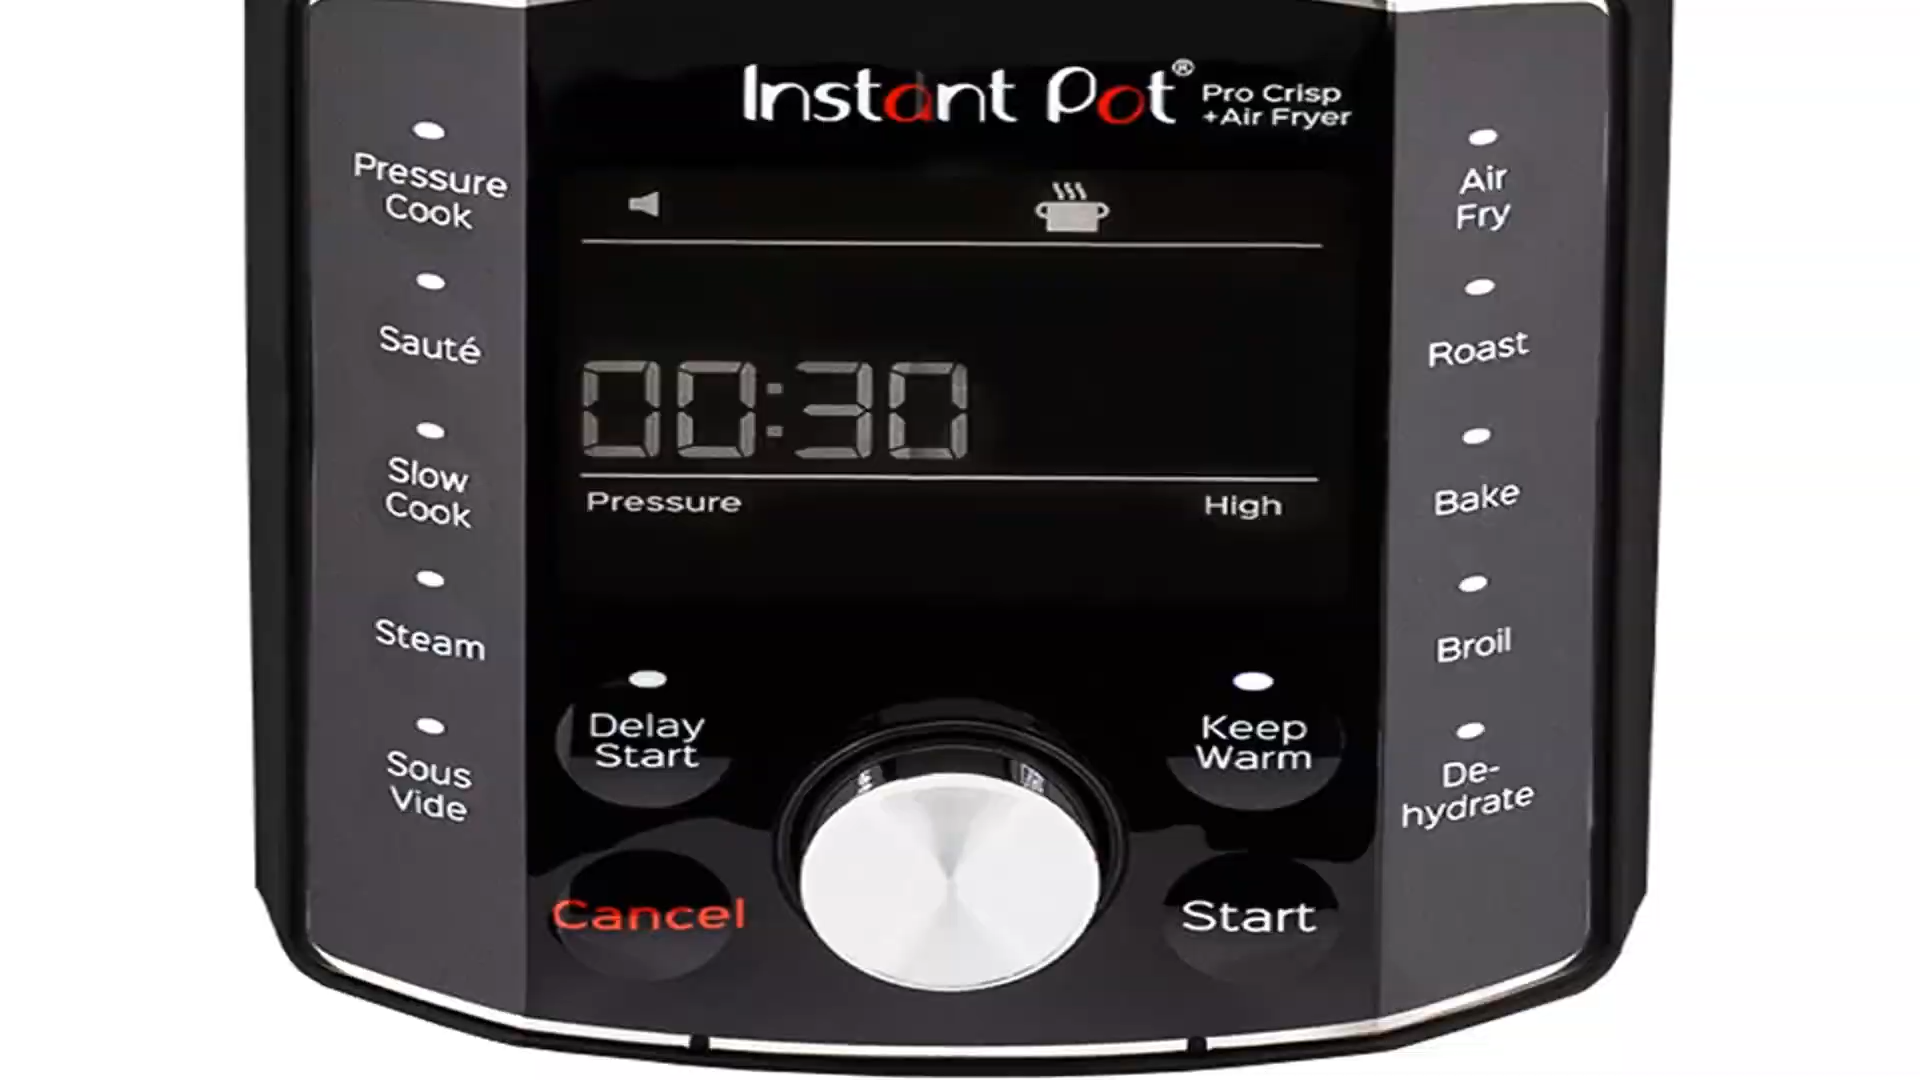 Instant Pot®
Pro Crisp
+Air Fryer
Pressure
Cook
Sauté
Slow
Cook
Steam
Sous
Vide
00:30
Pressure High
Delay
Start
Keep
Warm
Cancel
Start
Air
Fry
Roast
Bake
Broil
De-
hydrate